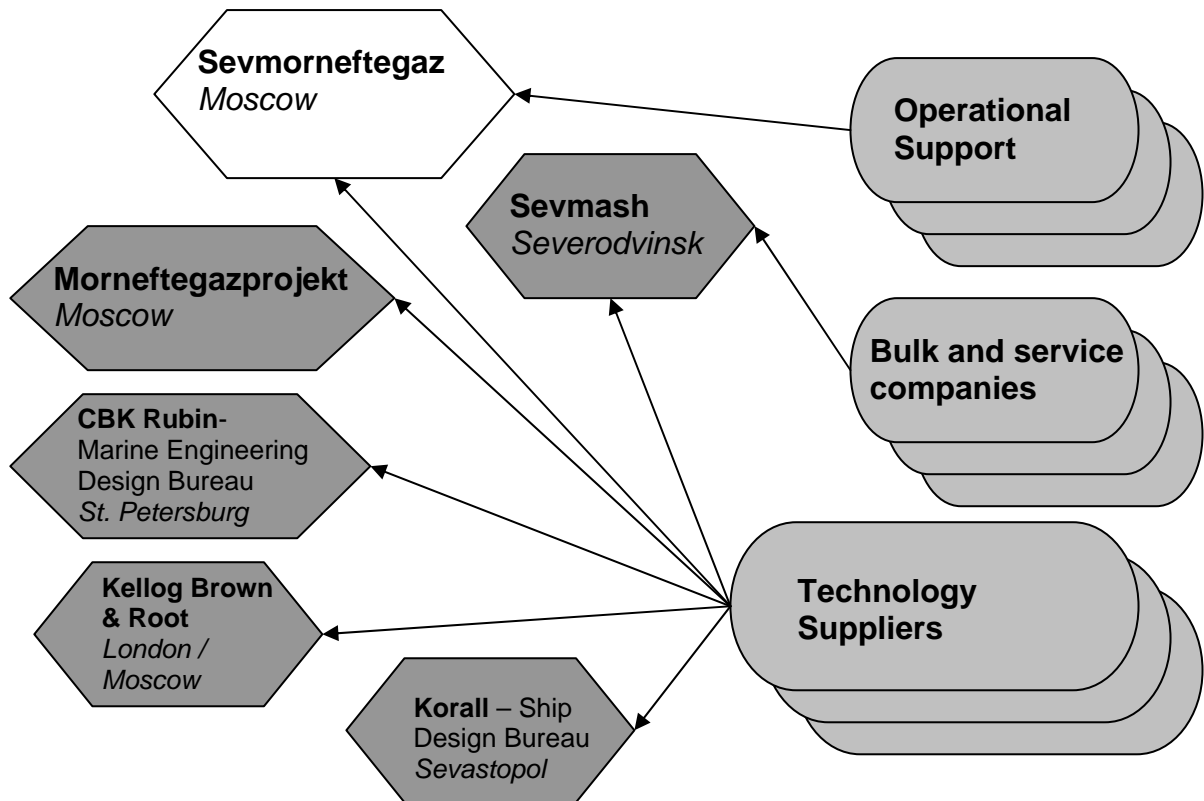 Sevmorneftegaz
Moscow
Operational
Support
Sevmash
Severodvinsk
Morneftegazprojekt
Moscow
Bulk and service
companies
CBK Rubin-
Marine Engineering
Design Bureau
St. Petersburg
Kellog Brown
& Root
London /
Moscow
Technology
Suppliers
Korall – Ship
Design Bureau
Sevastopol